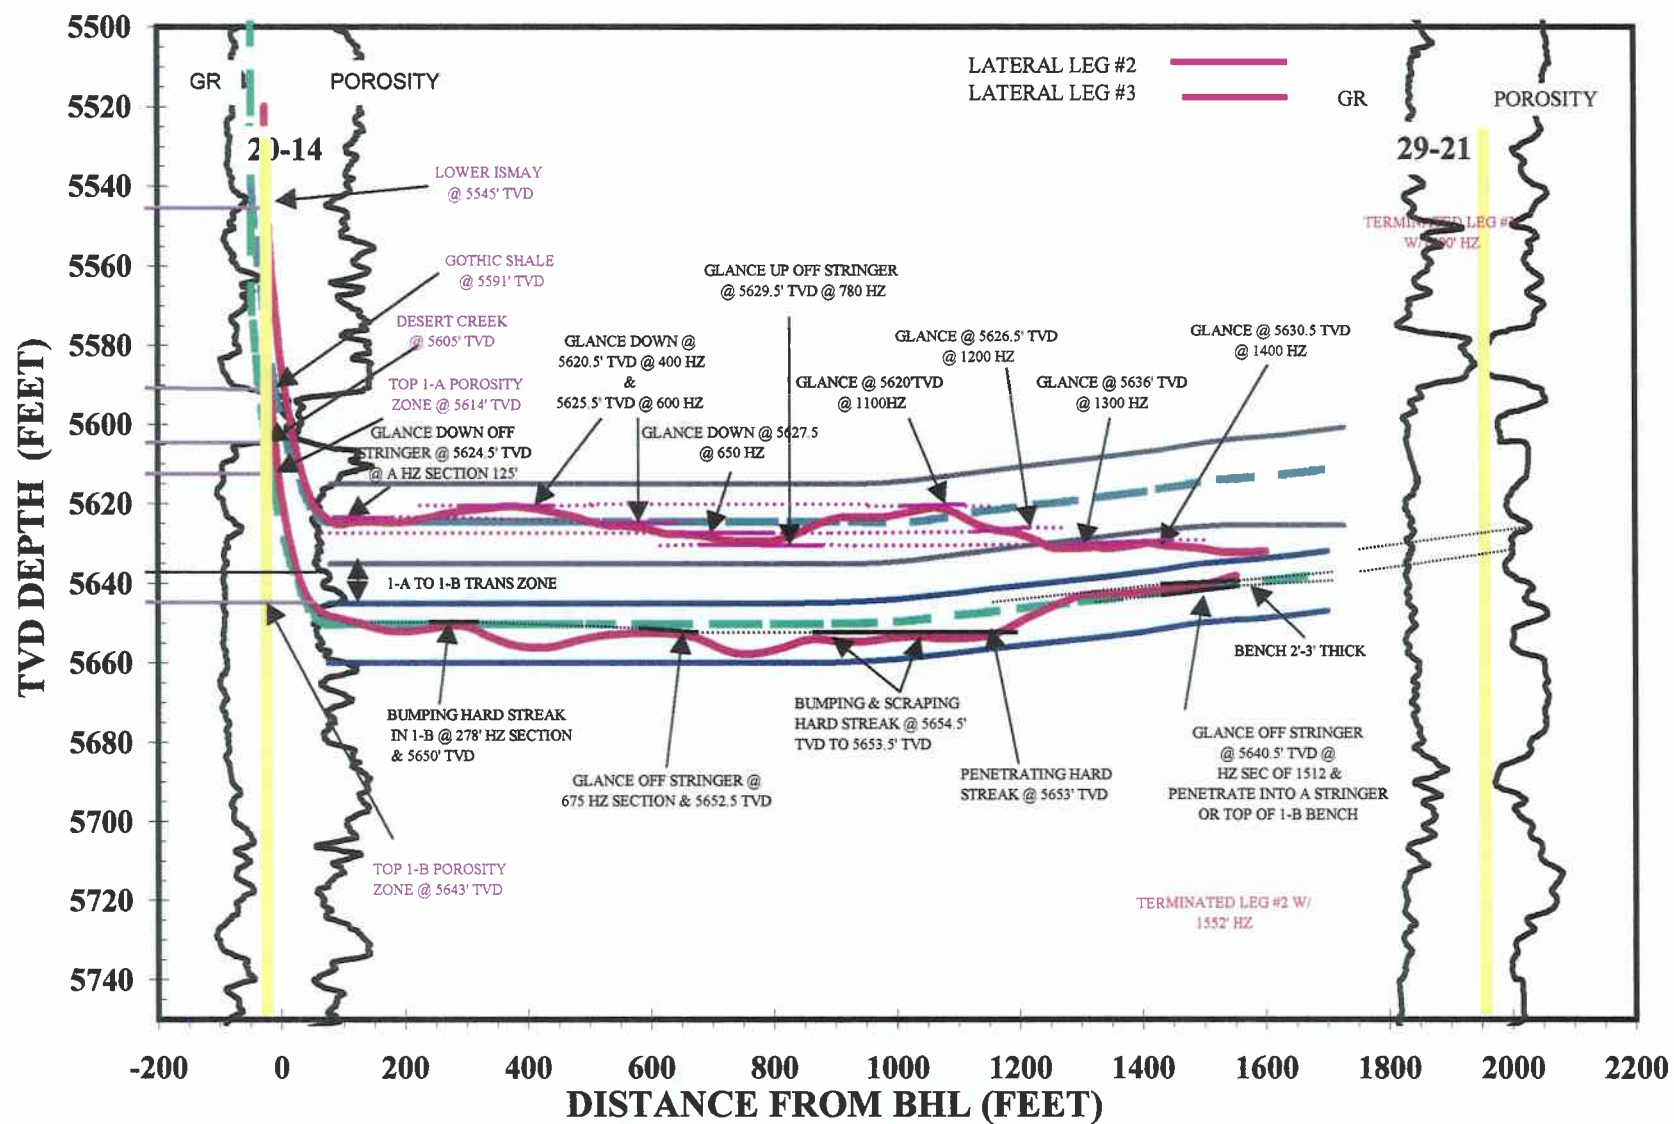 LATERAL LEG #2
LATERAL LEG #3
GR
POROSITY
GR
POROSITY
20-14
29-21
LOWER ISMAY
@ 5545' TVD
GOTHIC SHALE
@ 5591' TVD
DESERT CREEK
@ 5605' TVD
TOP 1-A POROSITY
ZONE @ 5614' TVD
GLANCE DOWN OFF
STRINGER @ 5624.5' TVD
@ A HZ SECTION 125'
GLANCE DOWN @
5620.5' TVD @ 400 HZ
&
5625.5' TVD @ 600 HZ
GLANCE UP OFF STRINGER
@ 5629.5' TVD @ 780 HZ
GLANCE DOWN @ 5627.5
@ 650 HZ
GLANCE @ 5620'TVD
@ 1100HZ
GLANCE @ 5626.5' TVD
@ 1200 HZ
GLANCE @ 5636' TVD
@ 1300 HZ
GLANCE @ 5630.5 TVD
@ 1400 HZ
TERMINATED LEG
HZ
1-A TO 1-B TRANS ZONE
BUMPING HARD STREAK
IN 1-B @ 278' HZ SECTION
& 5650' TVD
GLANCE OFF STRINGER @
675 HZ SECTION & 5652.5 TVD
BUMPING & SCRAPING
HARD STREAK @ 5654.5'
TVD TO 5653.5' TVD
PENETRATING HARD
STREAK @ 5653' TVD
BENCH 2'-3' THICK
GLANCE OFF STRINGER
@ 5640.5' TVD @
HZ SEC OF 1512 &
PENETRATE INTO A STRINGER
OR TOP OF 1-B BENCH
TOP 1-B POROSITY
ZONE @ 5643' TVD
TERMINATED LEG #2 W/
1552' HZ
TVD DEPTH (FEET)
5500
5520
5540
5560
5580
5600
5620
5640
5660
5680
5700
5720
5740
-200 0 200 400 600 800 1000 1200 1400 1600 1800 2000 2200
DISTANCE FROM BHL (FEET)